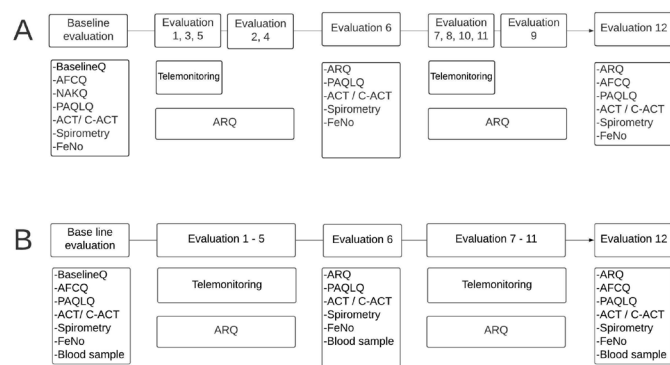 A
Baseline
evaluation
Evaluation
1, 3, 5
Evaluation
2, 4
Evaluation 6
Evaluation
7, 8, 10, 11
Evaluation
9
Evaluation 12
-BaselineQ
-AFCQ
-NAKQ
-PAQLQ
-ACT/ C-ACT
-Spirometry
-FeNo
Telemonitoring
ARQ
-ARQ
-PAQLQ
-ACT / C-ACT
-Spirometry
-FeNo
Telemonitoring
ARQ
-ARQ
-AFCQ
-PAQLQ
-ACT / C-ACT
-Spirometry
-FeNo
B
Base line
evaluation
Evaluation 1 - 5
Evaluation 6
Evaluation 7 - 11
Evaluation 12
-BaselineQ
-AFCQ
-PAQLQ
-ACT/ C-ACT
-Spirometry
-FeNo
-Blood sample
Telemonitoring
ARQ
-ARQ
-PAQLQ
-ACT / C-ACT
-Spirometry
-FeNo
-Blood sample
Telemonitoring
ARQ
-ARQ
-AFCQ
-PAQLQ
-ACT / C-ACT
-Spirometry
-FeNo
-Blood sample